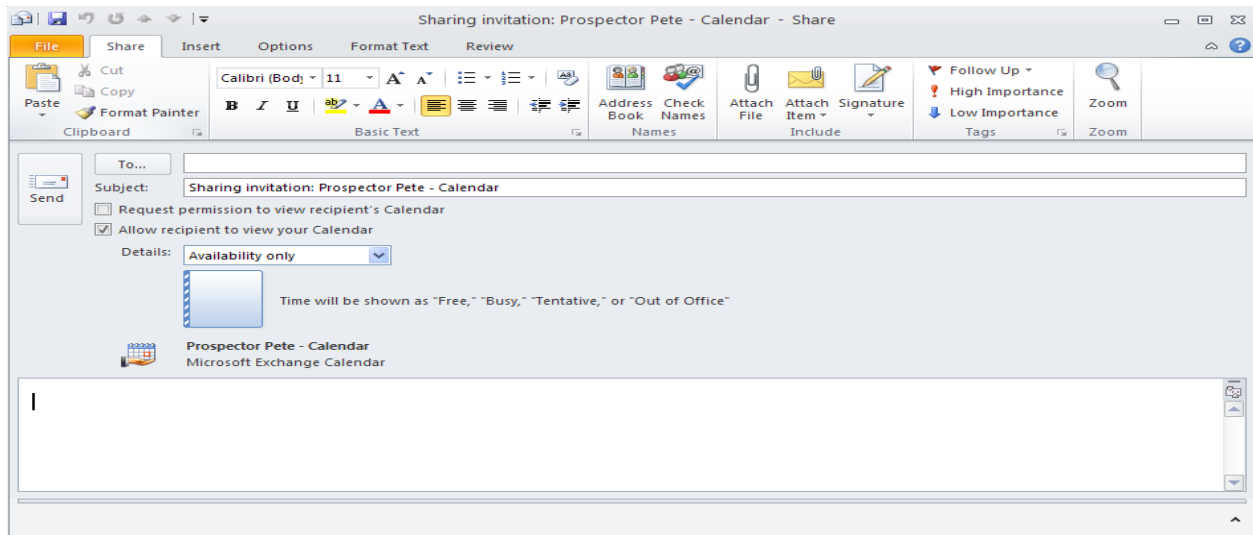 Sharing invitation: Prospector Pete - Calendar - Share
File Share Insert Options Format Text Review
Paste
Cut
Copy
Format Painter
Clipboard
Calibri (Body 11
B I U
Basic Text
Address Book
Check Names
Names
Attach File
Attach Item
Signature
Include
Follow Up
High Importance
Low Importance
Tags
Zoom
Zoom
Send
To...
Subject: Sharing invitation: Prospector Pete - Calendar
Request permission to view recipient's Calendar
Allow recipient to view your Calendar
Details: Availability only
Time will be shown as "Free," "Busy," "Tentative," or "Out of Office"
Prospector Pete - Calendar
Microsoft Exchange Calendar